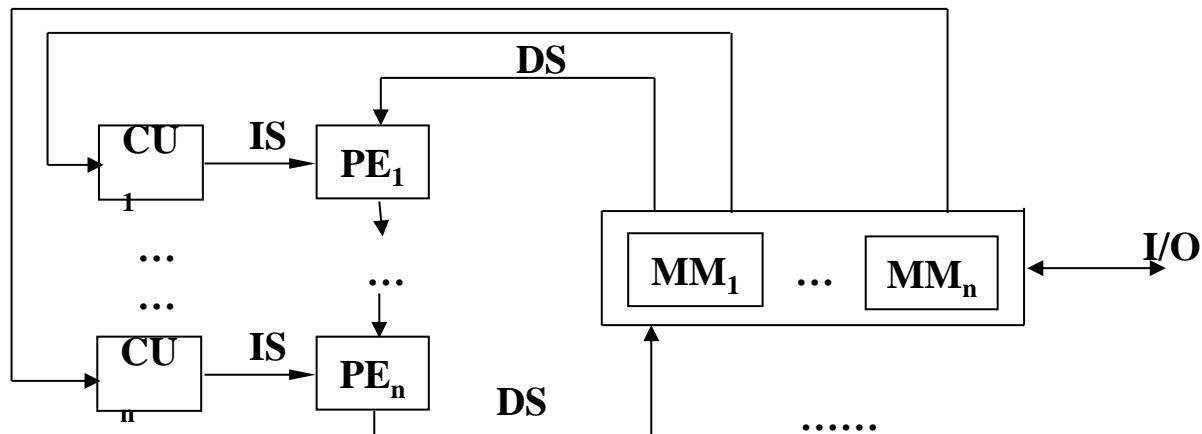 DS
CU
1
IS
PE₁
I/O
MM₁ … MMₙ
…
…
…
CU
n
IS
PEₙ
DS
……